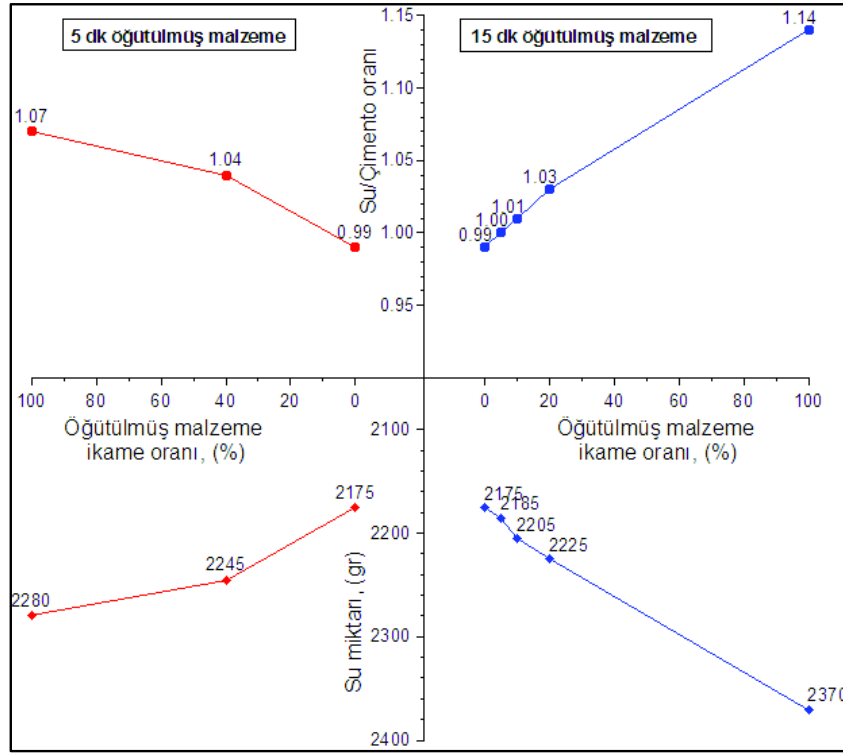 5 dk öğütülmüş malzeme
15 dk öğütülmüş malzeme
Su/Çimento oranı
1.15
1.10
1.05
1.00
0.95
1.07
1.04
0.99
0.99
1.00
1.01
1.03
1.14
100 80 60 40 20 0
Öğütülmüş malzeme
ikame oranı, (%)
0 20 40 60 80 100
Öğütülmüş malzeme
ikame oranı, (%)
Su miktarı, (gr)
2100
2200
2300
2400
2280
2245
2175
2175
2185
2205
2225
2370